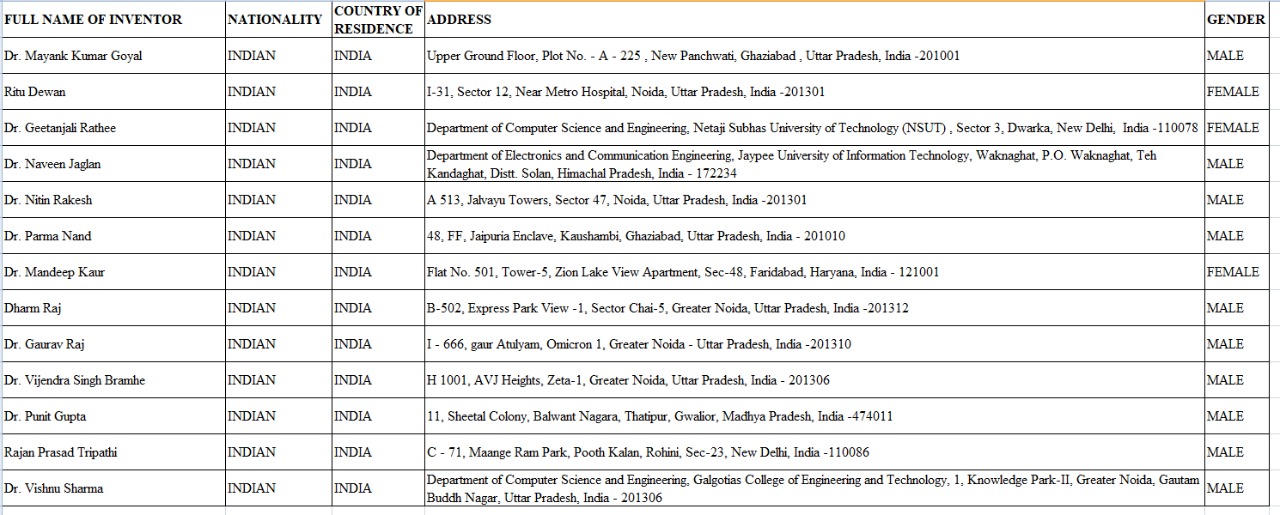 FULL NAME OF INVENTOR NATIONALITY COUNTRY OF RESIDENCE ADDRESS GENDER
Dr. Mayank Kumar Goyal INDIAN INDIA Upper Ground Floor, Plot No. - A - 225 , New Panchwati, Ghaziabad , Uttar Pradesh, India -201001 MALE
Ritu Dewan INDIAN INDIA I-31, Sector 12, Near Metro Hospital, Noida, Uttar Pradesh, India -201301 FEMALE
Dr. Geetanjali Rathee INDIAN INDIA Department of Computer Science and Engineering, Netaji Subhas University of Technology (NSUT) , Sector 3, Dwarka, New Delhi, India -110078 FEMALE
Dr. Naveen Jaglan INDIAN INDIA Department of Electronics and Communication Engineering, Jaypee University of Information Technology, Waknaghat, P.O. Waknaghat, Teh
Kandaghat, Distt. Solan, Himachal Pradesh, India - 172234 MALE
Dr. Nitin Rakesh INDIAN INDIA A 513, Jalvayu Towers, Sector 47, Noida, Uttar Pradesh, India -201301 MALE
Dr. Parma Nand INDIAN INDIA 48, FF, Jaipuria Enclave, Kaushambi, Ghaziabad, Uttar Pradesh, India - 201010 MALE
Dr. Mandeep Kaur INDIAN INDIA Flat No. 501, Tower-5, Zion Lake View Apartment, Sec-48, Faridabad, Haryana, India - 121001 FEMALE
Dharm Raj INDIAN INDIA B-502, Express Park View -1, Sector Chai-5, Greater Noida, Uttar Pradesh, India -201312 MALE
Dr. Gaurav Raj INDIAN INDIA I - 666, gaur Atulyam, Omicron 1, Greater Noida - Uttar Pradesh, India -201310 MALE
Dr. Vijendra Singh Bramhe INDIAN INDIA H 1001, AVJ Heights, Zeta-1, Greater Noida, Uttar Pradesh, India - 201306 MALE
Dr. Punit Gupta INDIAN INDIA 11, Sheetal Colony, Balwant Nagara, Thatipur, Gwalior, Madhya Pradesh, India -474011 MALE
Rajan Prasad Tripathi INDIAN INDIA C - 71, Maange Ram Park, Pooth Kalan, Rohini, Sec-23, New Delhi, India -110086 MALE
Dr. Vishnu Sharma INDIAN INDIA Department of Computer Science and Engineering, Galgotias College of Engineering and Technology, 1, Knowledge Park-II, Greater Noida, Gautam
Buddh Nagar, Uttar Pradesh, India - 201306 MALE